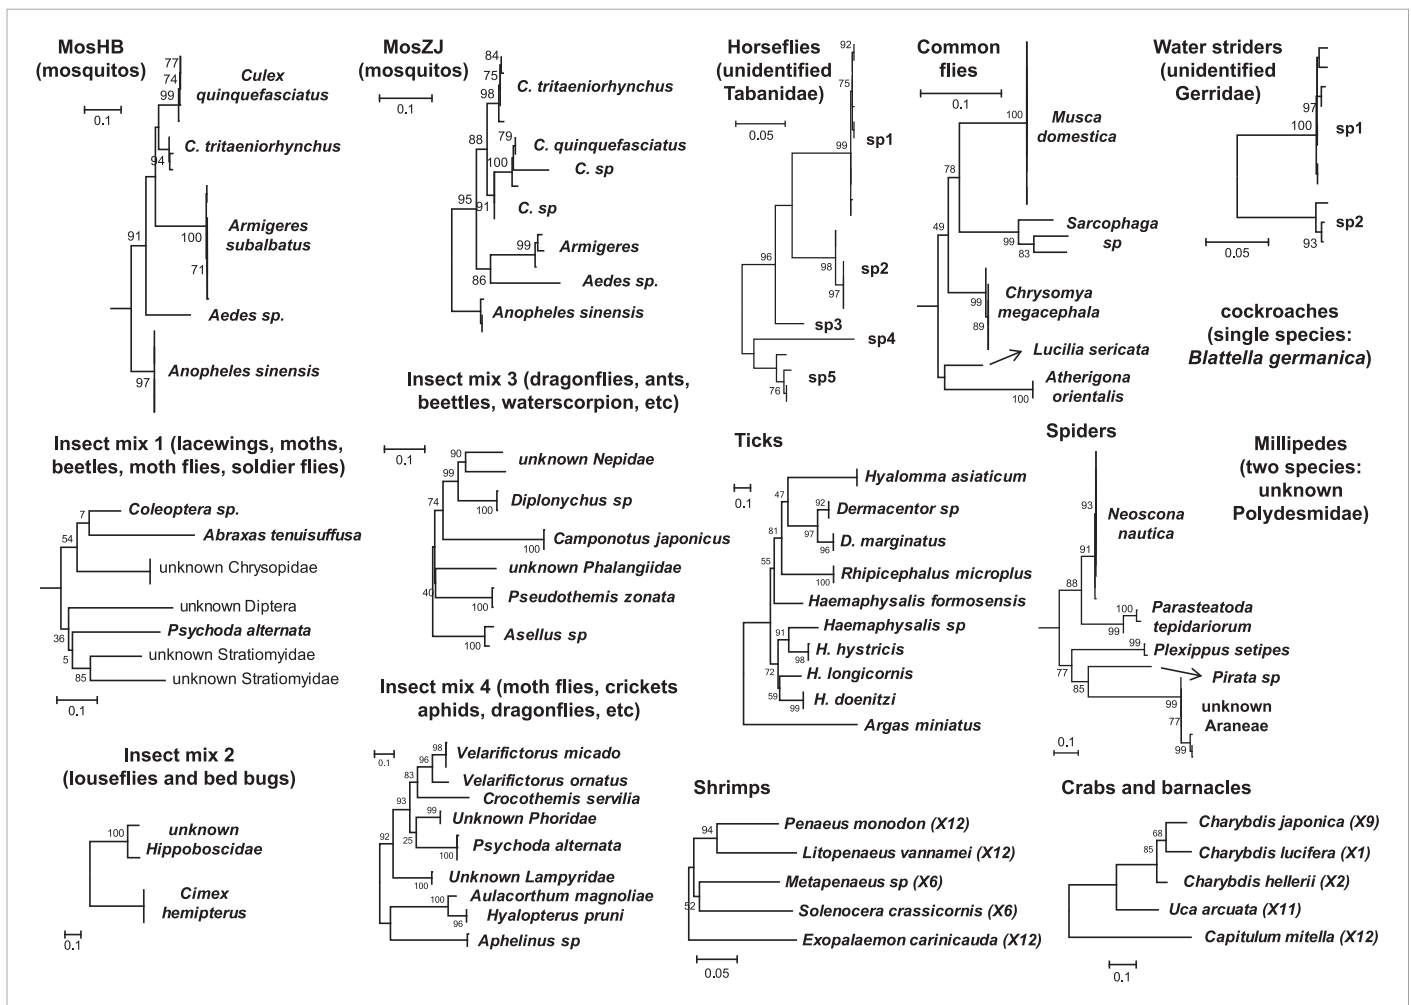 MosHB
(mosquitos)
77
74
99
Culex
quinquefasciatus
0.1
94
C. tritaeniorhynchus
100
71
Armigeres
subalbatus
91
Aedes sp.
97
Anopheles sinensis
MosZJ
(mosquitos)
84
75
98
C. tritaeniorhynchus
0.1
88
79
C. quinquefasciatus
100
C. sp
95
91
C. sp
99
Armigeres
86
Aedes sp.
Anopheles sinensis
Horseflies
(unidentified
Tabanidae)
92
75
0.05
99
sp1
96
98
sp2
97
sp3
sp4
sp5
76
Common
flies
0.1
100
Musca
domestica
78
49
99
83
Sarcophaga
sp
99
89
Chrysomya
megacephala
Lucilia sericata
100
Atherigona
orientalis
Water striders
(unidentified
Gerridae)
0.05
97
100
sp1
93
sp2
0.05
cockroaches
(single species:
Blattella germanica)
Insect mix 1 (lacewings, moths,
beetles, moth flies, soldier flies)
7
Coleoptera sp.
54
Abraxas tenuisuffusa
unknown Chrysopidae
unknown Diptera
36
Psychoda alternata
5
unknown Stratiomyidae
85
unknown Stratiomyidae
0.1
Insect mix 3 (dragonflies, ants,
beettles, waterscorpion, etc)
0.1
90
unknown Nepidae
99
74
100
Diplonychus sp
100
Camponotus japonicus
unknown Phalangiidae
40
100
Pseudothemis zonata
100
Asellus sp
Ticks
0.1
47
Hyalomma asiaticum
92
Dermacentor sp
81
97
96
D. marginatus
55
100
Rhipicephalus microplus
Haemaphysalis formosensis
91
Haemaphysalis sp
98
H. hystricis
72
H. longicornis
59
99
H. doenitzi
Argas miniatus
Spiders
93
Neoscona
nautica
91
88
100
99
Parasteatoda
tepidariorum
99
Plexippus setipes
77
85
Pirata sp
99
77
99
unknown
Araneae
0.1
Millipedes
(two species:
unknown
Polydesmidae)
Insect mix 2
(louseflies and bed bugs)
100
unknown
Hippoboscidae
Cimex
hemipterus
0.1
Insect mix 4 (moth flies, crickets
aphids, dragonflies, etc)
0.1
98
Velarifictorus micado
96
83
Velarifictorus ornatus
Crocothemis servilia
93
99
Unknown Phoridae
25
100
Psychoda alternata
92
100
Unknown Lampyridae
Aulacorthum magnoliae
100
96
Hyalopterus pruni
Aphelinus sp
Shrimps
94
Penaeus monodon (X12)
Litopenaeus vannamei (X12)
Metapenaeus sp (X6)
52
Solenocera crassicornis (X6)
Exopalaemon carinicauda (X12)
0.05
Crabs and barnacles
68
Charybdis japonica (X9)
85
Charybdis lucifera (X1)
Charybdis hellerii (X2)
Uca arcuata (X11)
Capitulum mitella (X12)
0.1